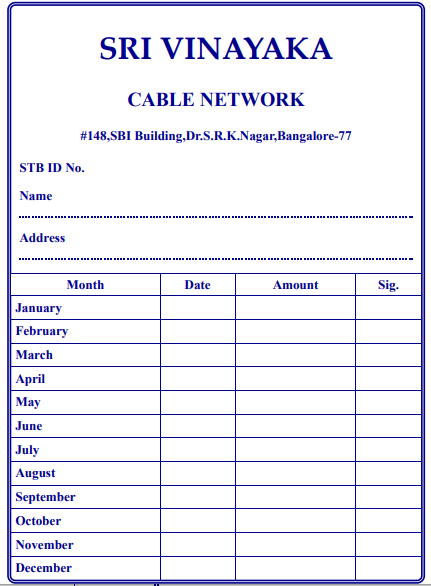 SRI VINAYAKA
CABLE NETWORK
#148,SBI Building,Dr.S.R.K.Nagar,Bangalore-77
STB ID No.
Name
Address
Month Date Amount Sig.
January
February
March
April
May
June
July
August
September
October
November
December